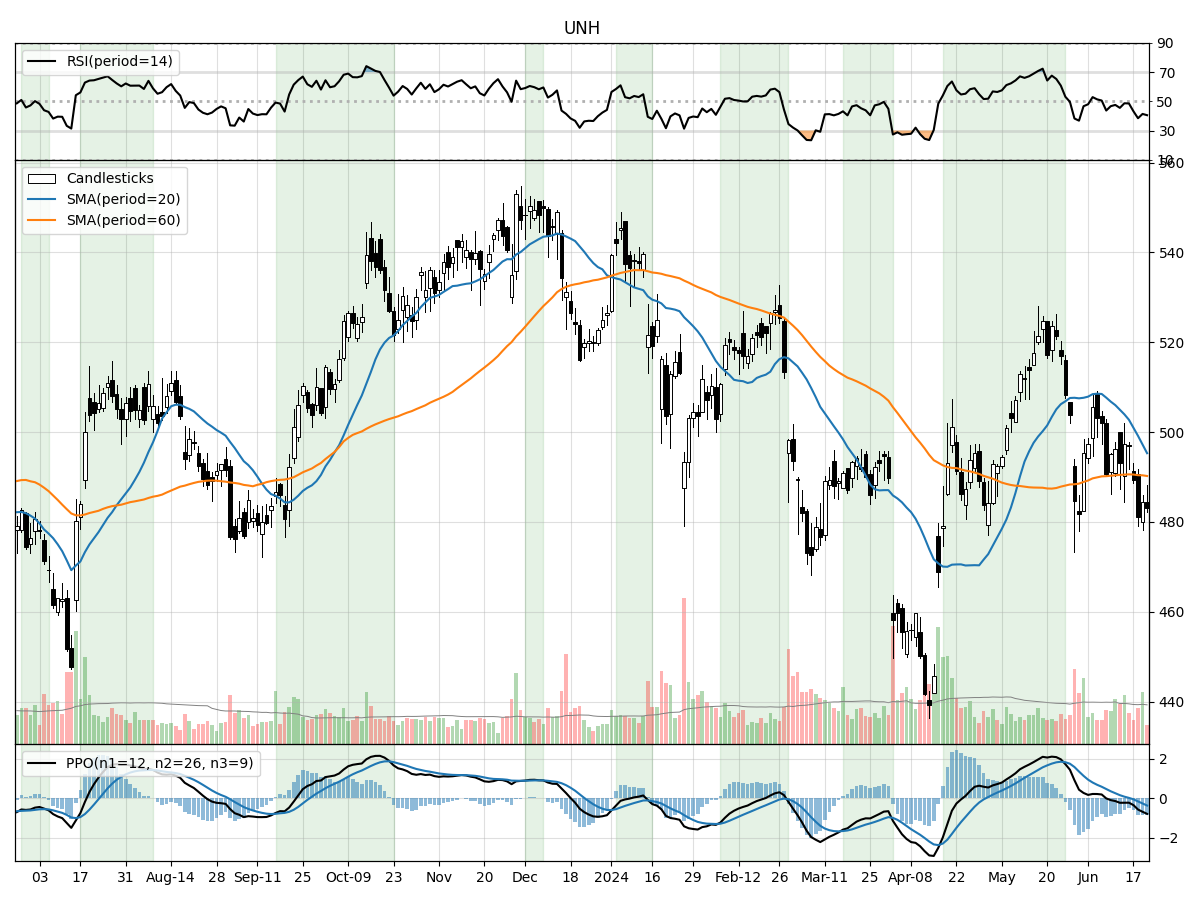 UNH
RSI(period=14)
90
70
50
30
10
Candlesticks
SMA(period=20)
SMA(period=60)
560
540
520
500
480
460
440
PPO(n1=12, n2=26, n3=9)
2
0
−2
03 17 31 Aug-14 28 Sep-11 25 Oct-09 23 Nov 20 Dec 18 2024 16 29 Feb-12 26 Mar-11 25 Apr-08 22 May 20 Jun 17